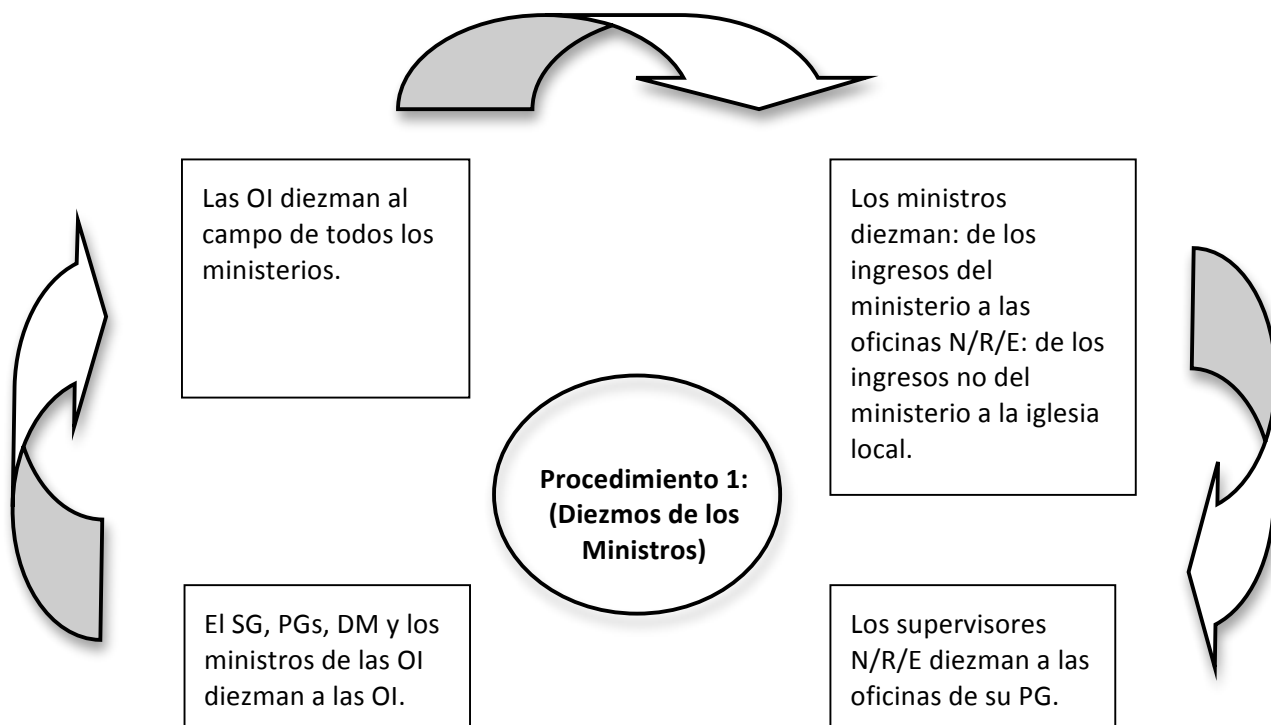 Las OI diezman al
campo de todos los
ministerios.
Los ministros
diezman: de los
ingresos del
ministerio a las
oficinas N/R/E: de los
ingresos no del
ministerio a la iglesia
local.
Procedimiento 1:
(Diezmos de los
Ministros)
El SG, PGs, DM y los
ministros de las OI
diezman a las OI.
Los supervisores
N/R/E diezman a las
oficinas de su PG.